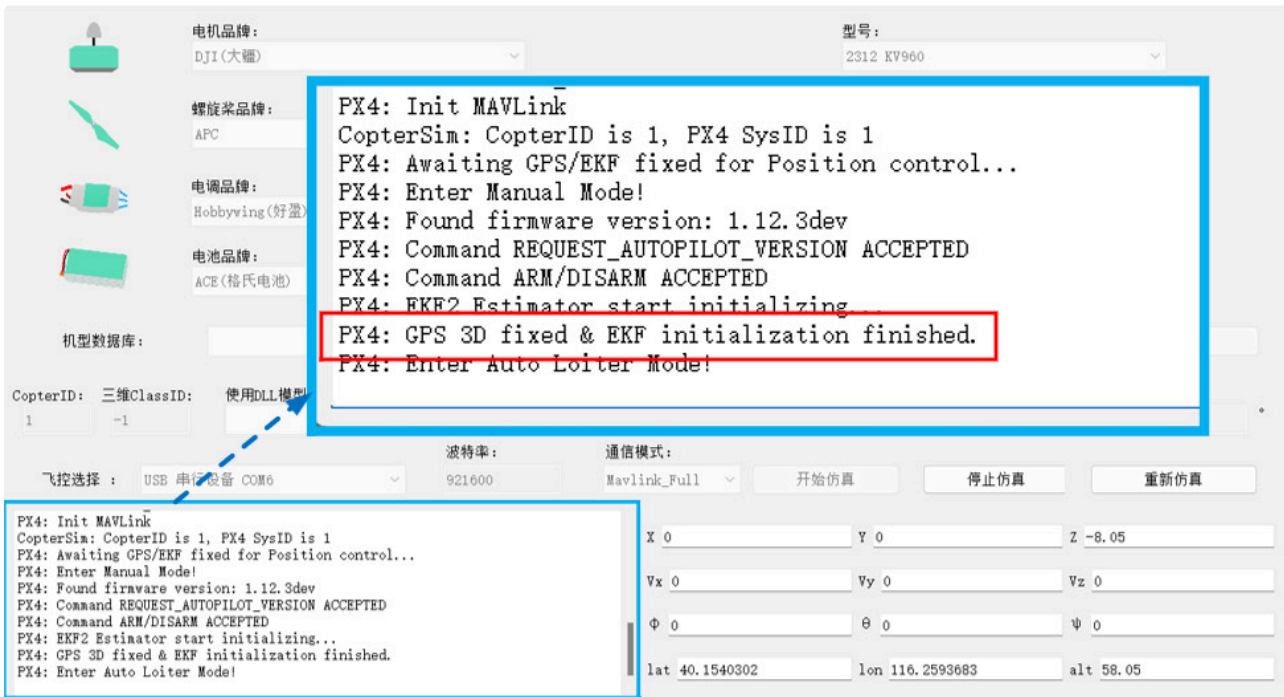 电机品牌:
型号:
DJI(大疆)
2312 KV960
螺旋桨品牌:
APC
电调品牌:
Hobbywing(好盈)
电池品牌:
ACE(格氏电池)
机型数据库:
PX4: Init MAVLink
CopterSim: CopterID is 1, PX4 SysID is 1
PX4: Awaiting GPS/EKF fixed for Position control...
PX4: Enter Manual Mode!
PX4: Found firmware version: 1.12.3dev
PX4: Command REQUEST_AUTOPILOT_VERSION ACCEPTED
PX4: Command ARM/DISARM ACCEPTED
PX4: EKF2 Estimator start initializing...
PX4: GPS 3D fixed & EKF initialization finished.
PX4: Enter Auto Loiter Mode!
CopterID: 三维ClassID: 使用DLL模型
1 -1 °
波特率: 通信模式:
飞控选择 : USB 串行设备 COM6 921600 Mavlink_Full 开始仿真 停止仿真 重新仿真
PX4: Init MAVLink
CopterSim: CopterID is 1, PX4 SysID is 1
PX4: Awaiting GPS/EKF fixed for Position control...
PX4: Enter Manual Mode!
PX4: Found firmware version: 1.12.3dev
PX4: Command REQUEST_AUTOPILOT_VERSION ACCEPTED
PX4: Command ARM/DISARM ACCEPTED
PX4: EKF2 Estimator start initializing...
PX4: GPS 3D fixed & EKF initialization finished.
PX4: Enter Auto Loiter Mode!
X 0 Y 0 Z -8.05
Vx 0 Vy 0 Vz 0
Φ 0 θ 0 ψ 0
lat 40.1540302 lon 116.2593683 alt 58.05